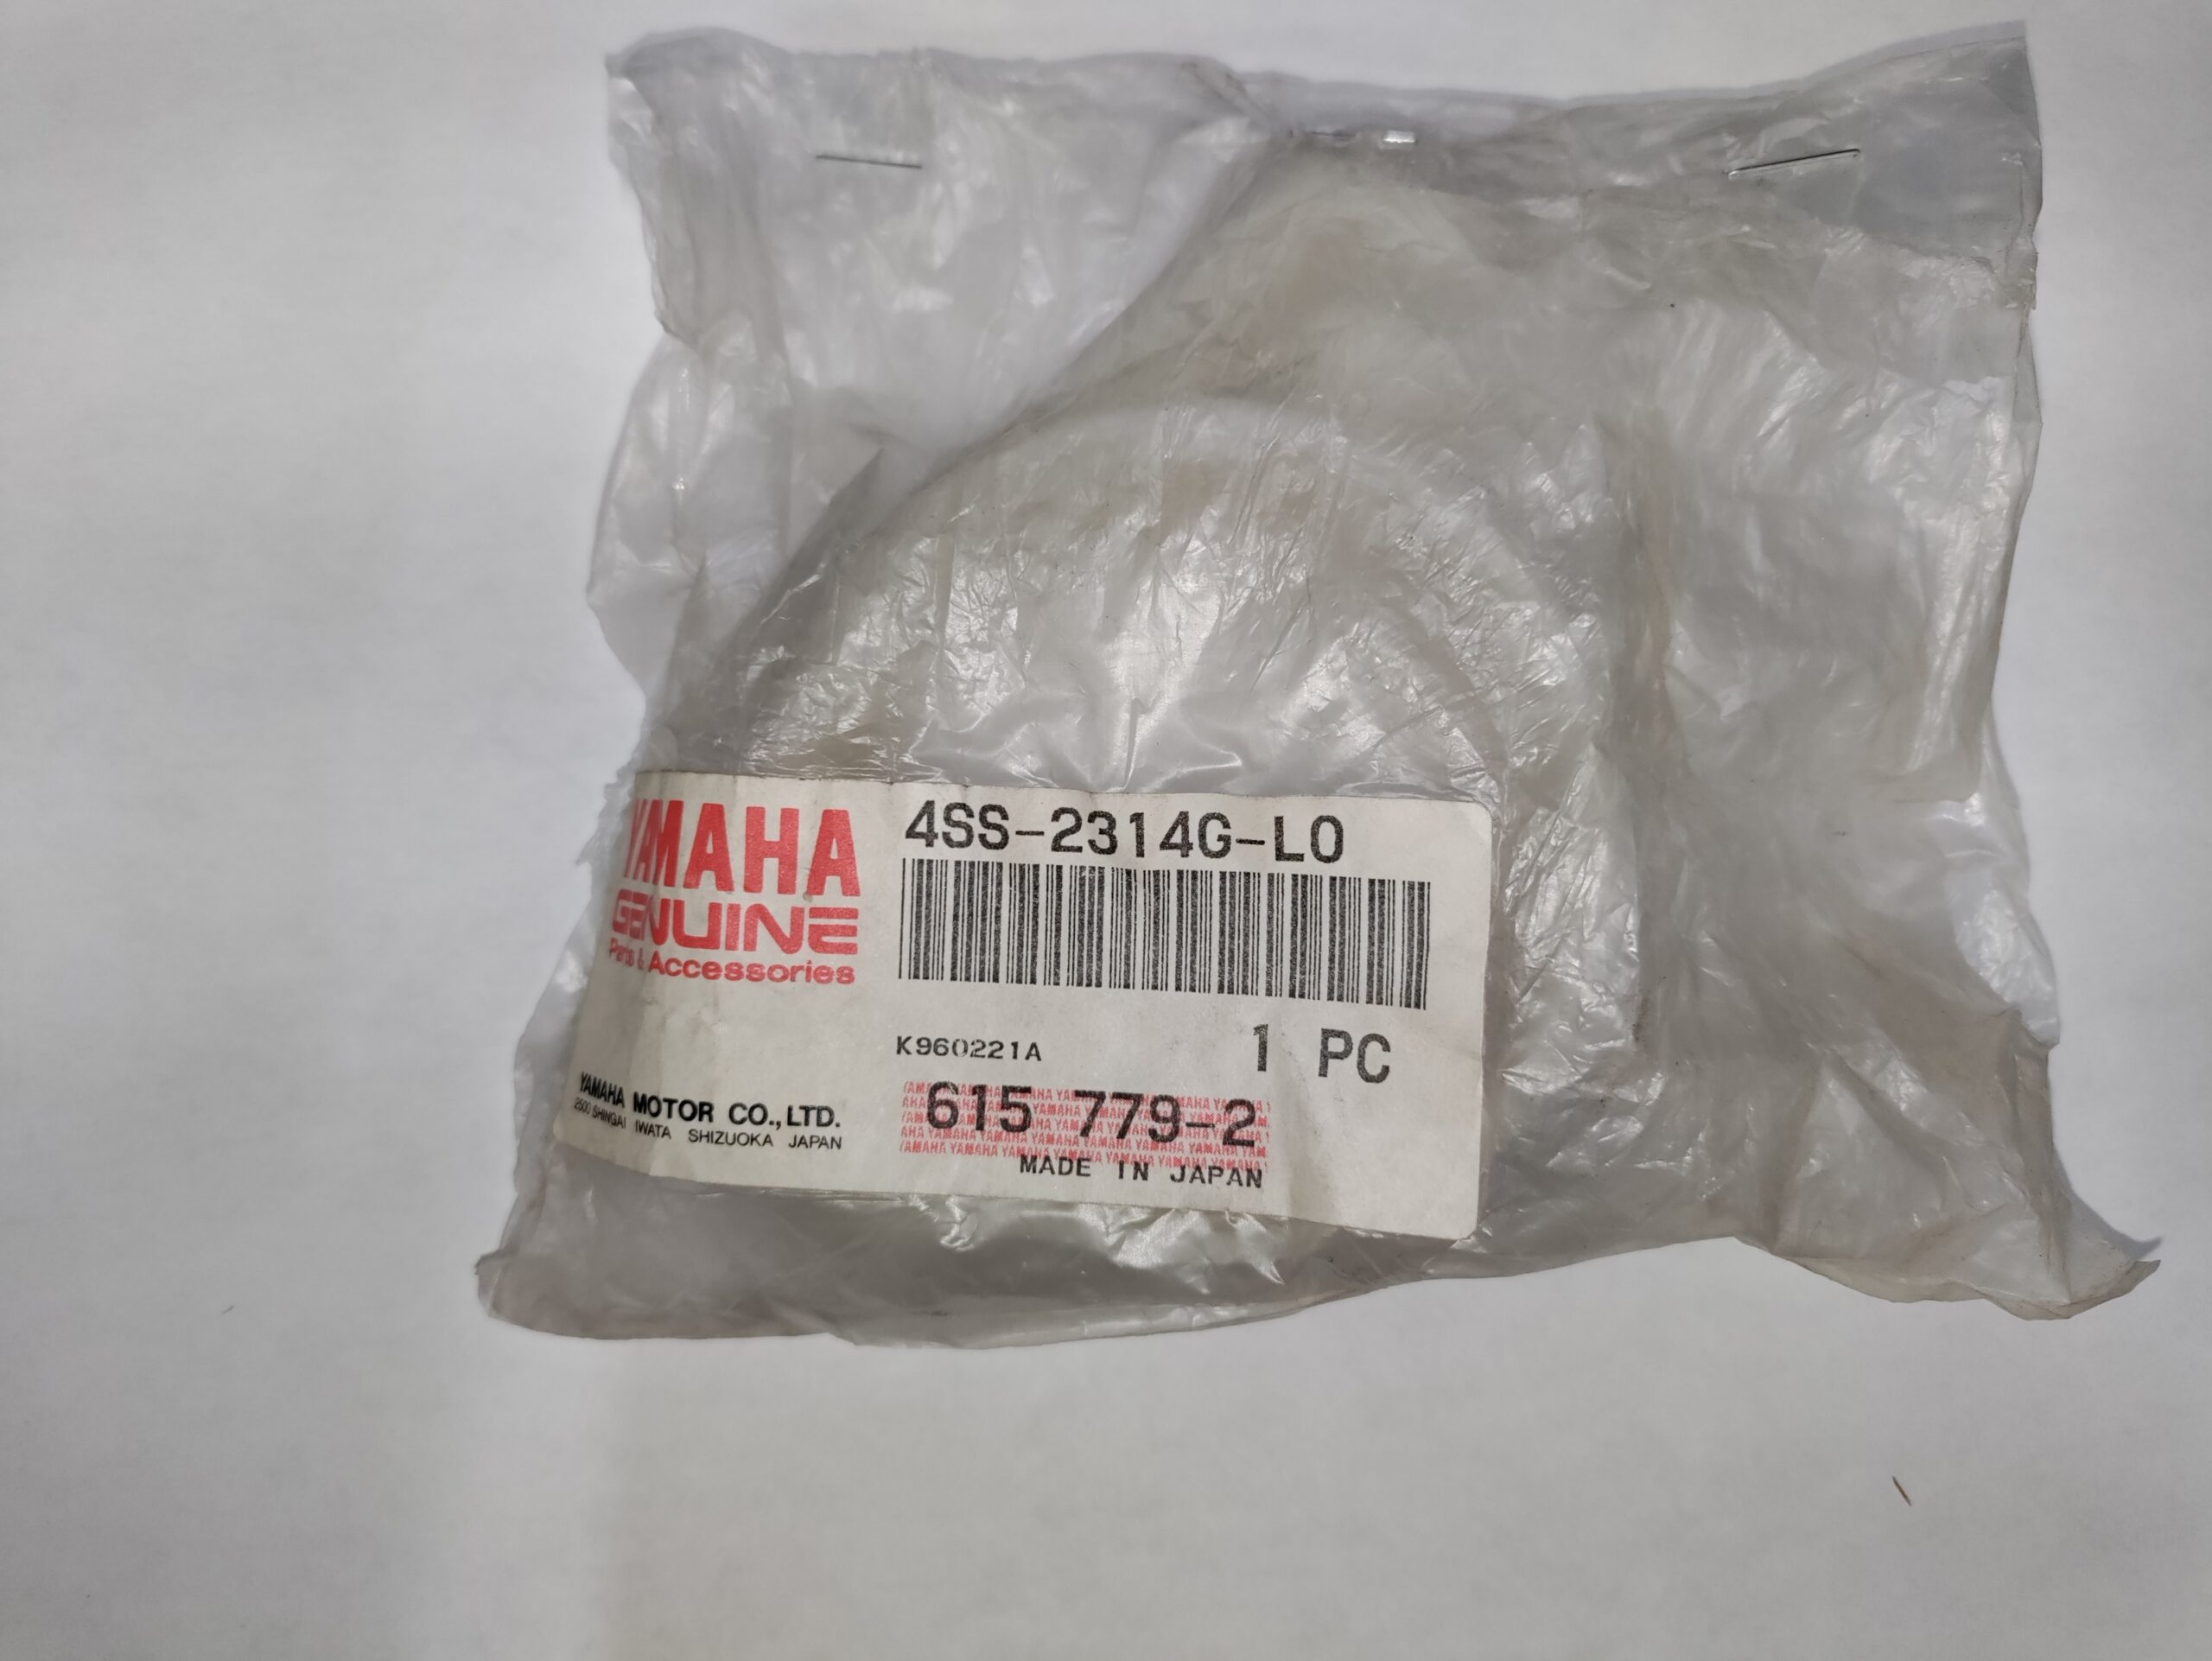 YAMAHA
GENUINE
Parts & Accessories
4SS-2314G-L0
K960221A
1 PC
615 779-2
MADE IN JAPAN
YAMAHA MOTOR CO., LTD.
2500 SHINGAI IWATA SHIZUOKA JAPAN